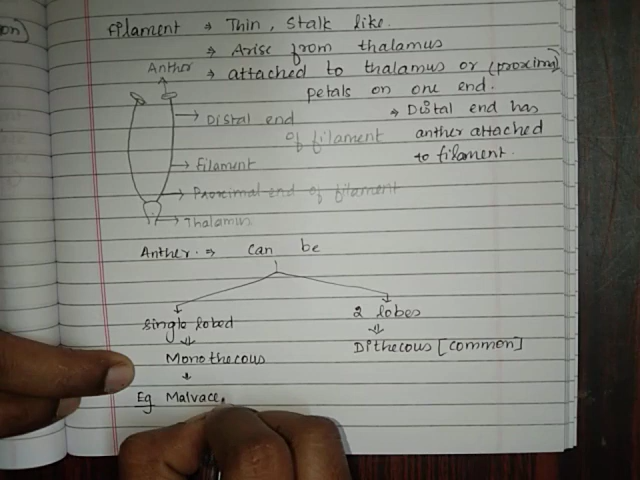 on)
Filament → Thin, Stalk like.
→ Arise from thalamus
Anther → attached to thalamus or (proximal)
petals on one end.
→ Distal end → Distal end has
of filament anther attached
→ Filament to filament.
→ Proximal end of filament
→ Thalamus
Anther. ⇒ can be
single lobed 2 lobes
Monothecous Dithecous [common]
Eg Malvace